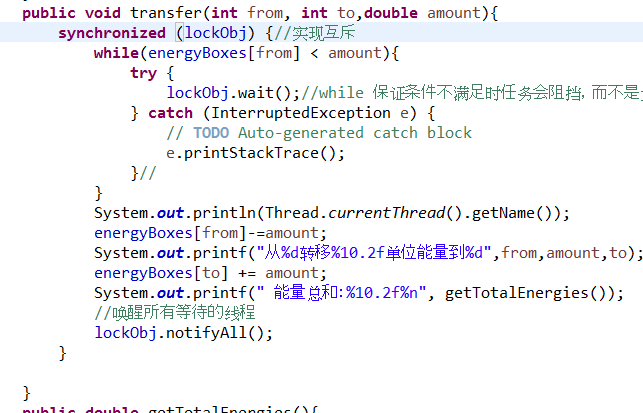 public void transfer(int from, int to,double amount){
synchronized (lockObj) {//实现互斥
while(energyBoxes[from] < amount){
try {
lockObj.wait();//while 保证条件不满足时任务会阻挡，而不是
} catch (InterruptedException e) {
// TODO Auto-generated catch block
e.printStackTrace();
}//
}
System.out.println(Thread.currentThread().getName());
energyBoxes[from]-=amount;
System.out.printf("从%d转移%10.2f单位能量到%d",from,amount,to);
energyBoxes[to] += amount;
System.out.printf(" 能量总和:%10.2f%n", getTotalEnergies());
//唤醒所有等待的线程
lockObj.notifyAll();
}
}
public double getTotalEnergies(){